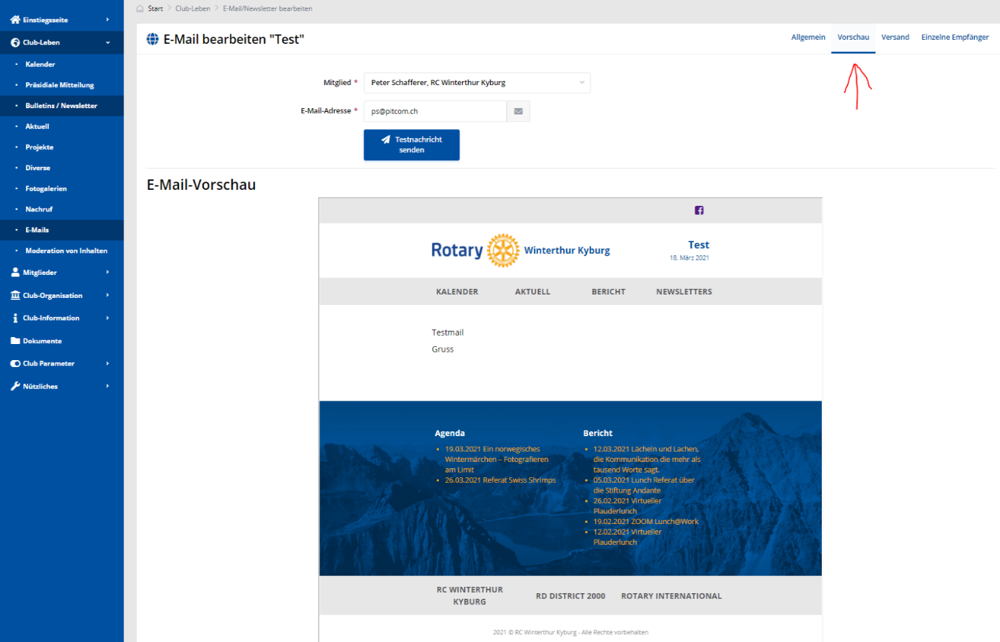 Start > Club-Leben > E-Mail/Newsletter bearbeiten
Einstiegsseite
Club-Leben
Kalender
Präsidiale Mitteilung
Bulletins / Newsletter
Aktuell
Projekte
Diverse
Fotogalerien
Nachruf
E-Mails
Moderation von Inhalten
Mitglieder
Club-Organisation
Club-Information
Dokumente
Club Parameter
Nützliches
E-Mail bearbeiten "Test"
Allgemein Vorschau Versand Einzelne Empfänger
Mitglied * Peter Schafferer, RC Winterthur Kyburg
E-Mail-Adresse * ps@pitcom.ch
Testnachricht
senden
E-Mail-Vorschau
Rotary Winterthur Kyburg
Test
18. März 2021
KALENDER AKTUELL BERICHT NEWSLETTERS
Testmail
Gruss
Agenda
• 19.03.2021 Ein norwegisches
Wintermärchen – Fotografieren
am Limit
• 26.03.2021 Referat Swiss Shrimps
Bericht
• 12.03.2021 Lächeln und Lachen,
die Kommunikation die mehr als
tausend Worte sagt.
• 05.03.2021 Lunch Referat über
die Stiftung Andante
• 26.02.2021 Virtueller
Plauderlunch
• 19.02.2021 ZOOM Lunch@Work
• 12.02.2021 Virtueller
Plauderlunch
RC WINTERTHUR
KYBURG
RD DISTRICT 2000
ROTARY INTERNATIONAL
2021 © RC Winterthur Kyburg - Alle Rechte vorbehalten